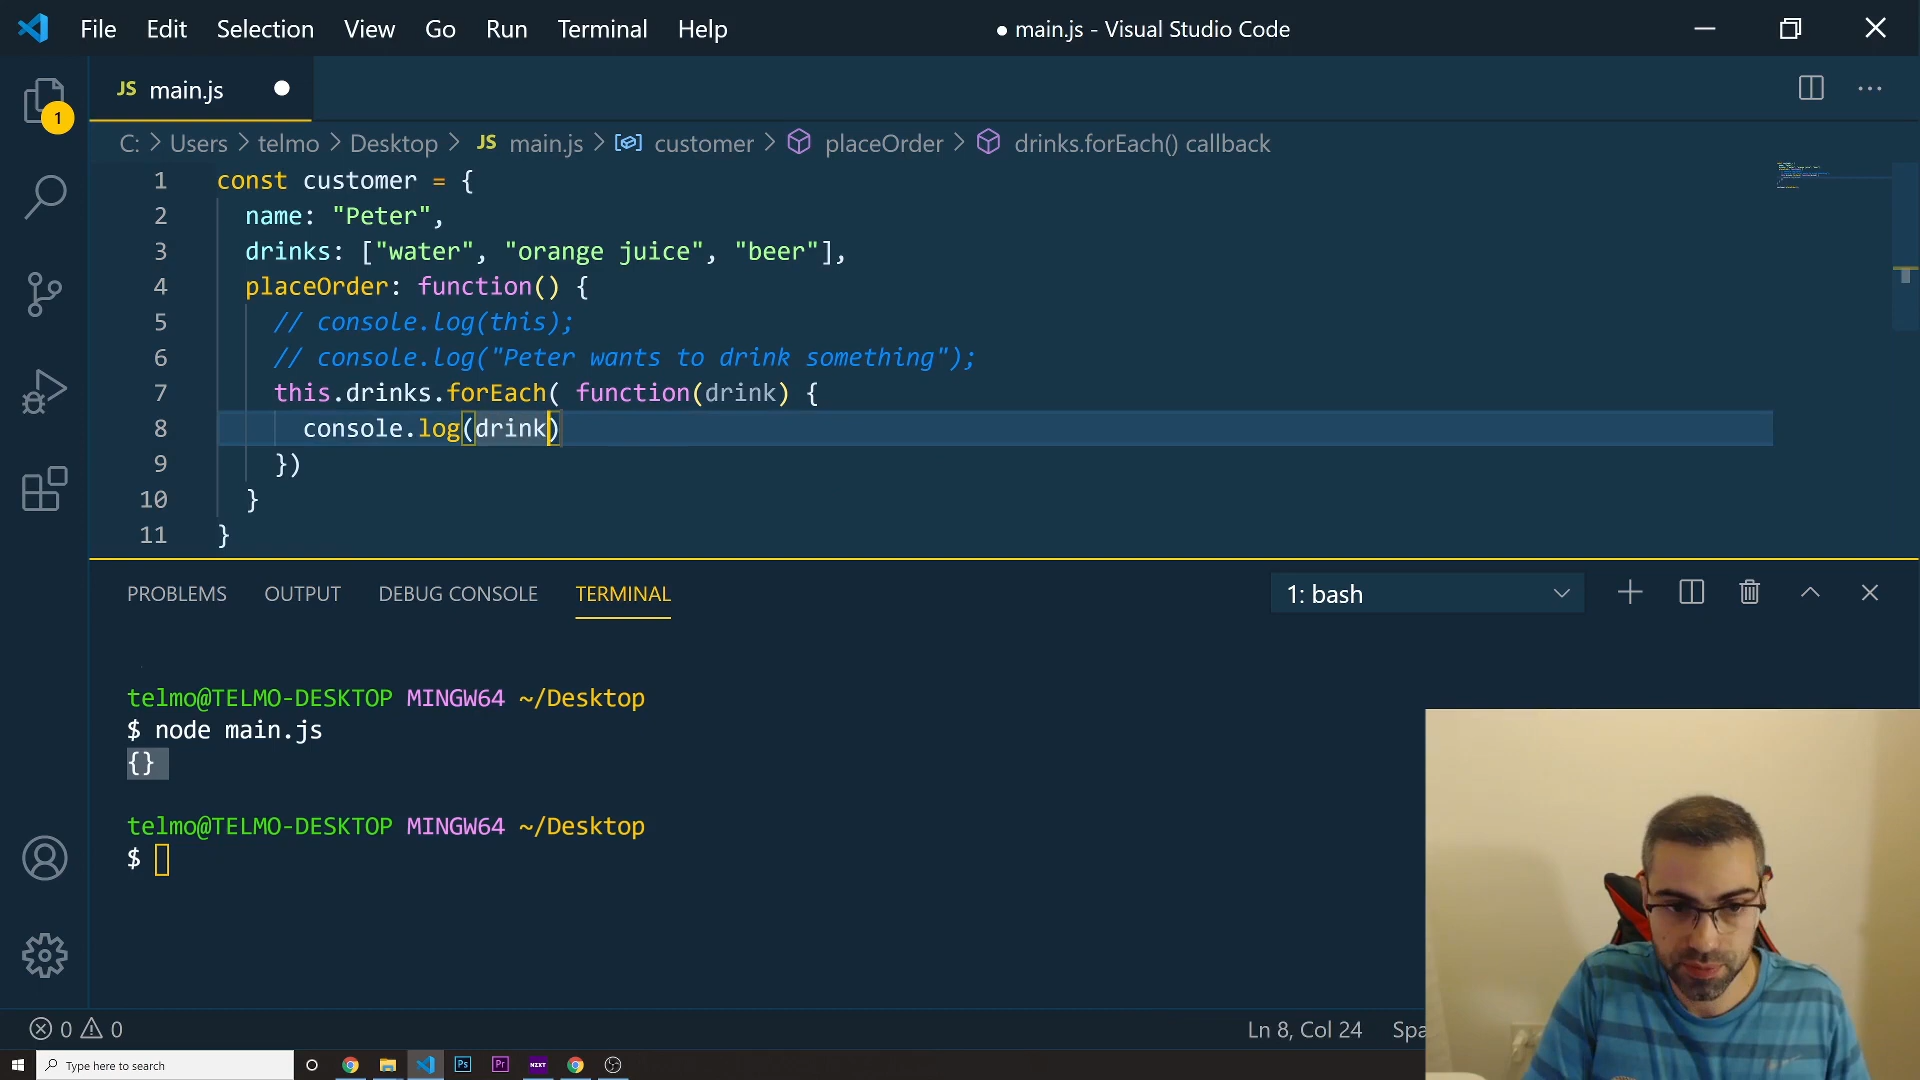 File Edit Selection View Go Run Terminal Help
● main.js - Visual Studio Code
JS main.js
1
C: > Users > telmo > Desktop > JS main.js > customer > placeOrder > drinks.forEach() callback
1 const customer = {
2 name: "Peter",
3 drinks: ["water", "orange juice", "beer"],
4 placeOrder: function() {
5 // console.log(this);
6 // console.log("Peter wants to drink something");
7 this.drinks.forEach( function(drink) {
8 console.log(drink)
9 })
10 }
11 }
PROBLEMS OUTPUT DEBUG CONSOLE TERMINAL
1: bash
telmo@TELMO-DESKTOP MINGW64 ~/Desktop
$ node main.js
{}
telmo@TELMO-DESKTOP MINGW64 ~/Desktop
$
0 0
Ln 8, Col 24 Spa
Type here to search
Ps Pr NZXT